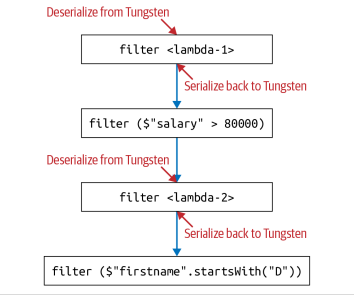 Deserialize from Tungsten
filter <lambda-1>
Serialize back to Tungsten
filter ($"salary" > 80000)
Deserialize from Tungsten
filter <lambda-2>
Serialize back to Tungsten
filter ($"firstname".startsWith("D"))